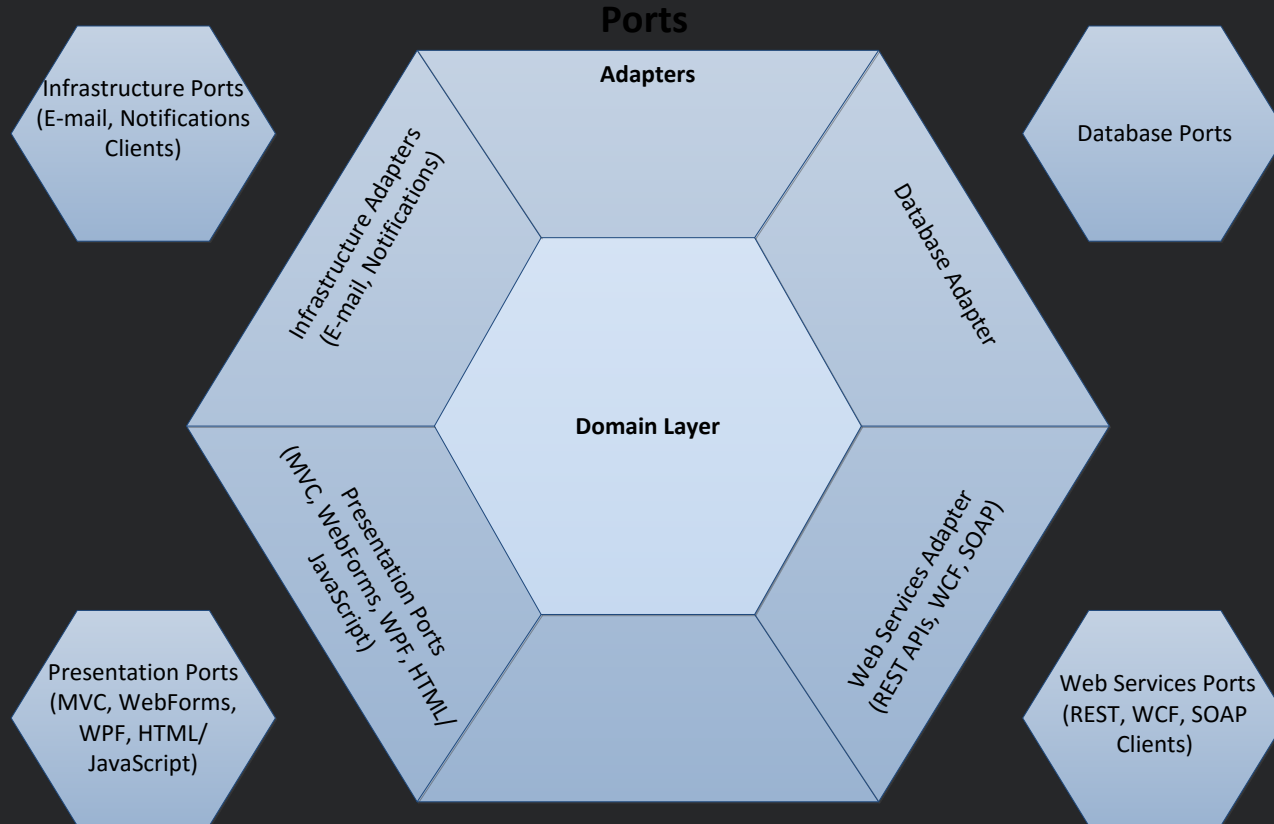 Ports
Adapters
Infrastructure Ports
(E-mail, Notifications
Clients)
Database Ports
Infrastructure Adapters
(E-mail, Notifications)
Database Adapter
Domain Layer
Presentation Ports
(MVC, WebForms, WPF, HTML/
JavaScript)
Web Services Adapter
(REST APIs, WCF, SOAP)
Presentation Ports
(MVC, WebForms,
WPF, HTML/
JavaScript)
Web Services Ports
(REST, WCF, SOAP
Clients)